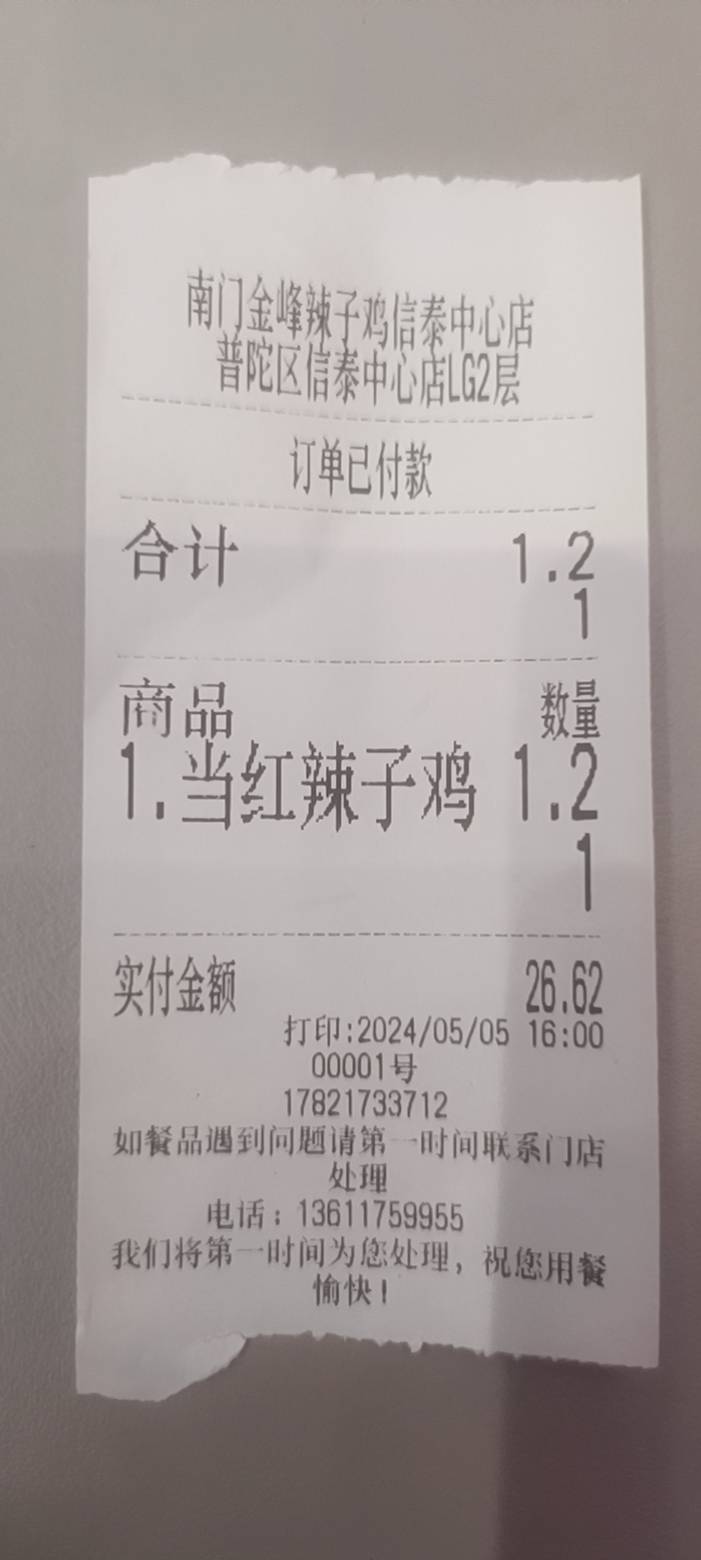 南门金峰辣子鸡信泰中心店
普陀区信泰中心店LG2层
订单已付款
合计 1.2
1
商品 数量
1.当红辣子鸡 1.2
1
实付金额 26.62
打印:2024/05/05 16:00
00001号
17821733712
如餐品遇到问题请第一时间联系门店
处理
电话：13611759955
我们将第一时间为您处理，祝您用餐
愉快！